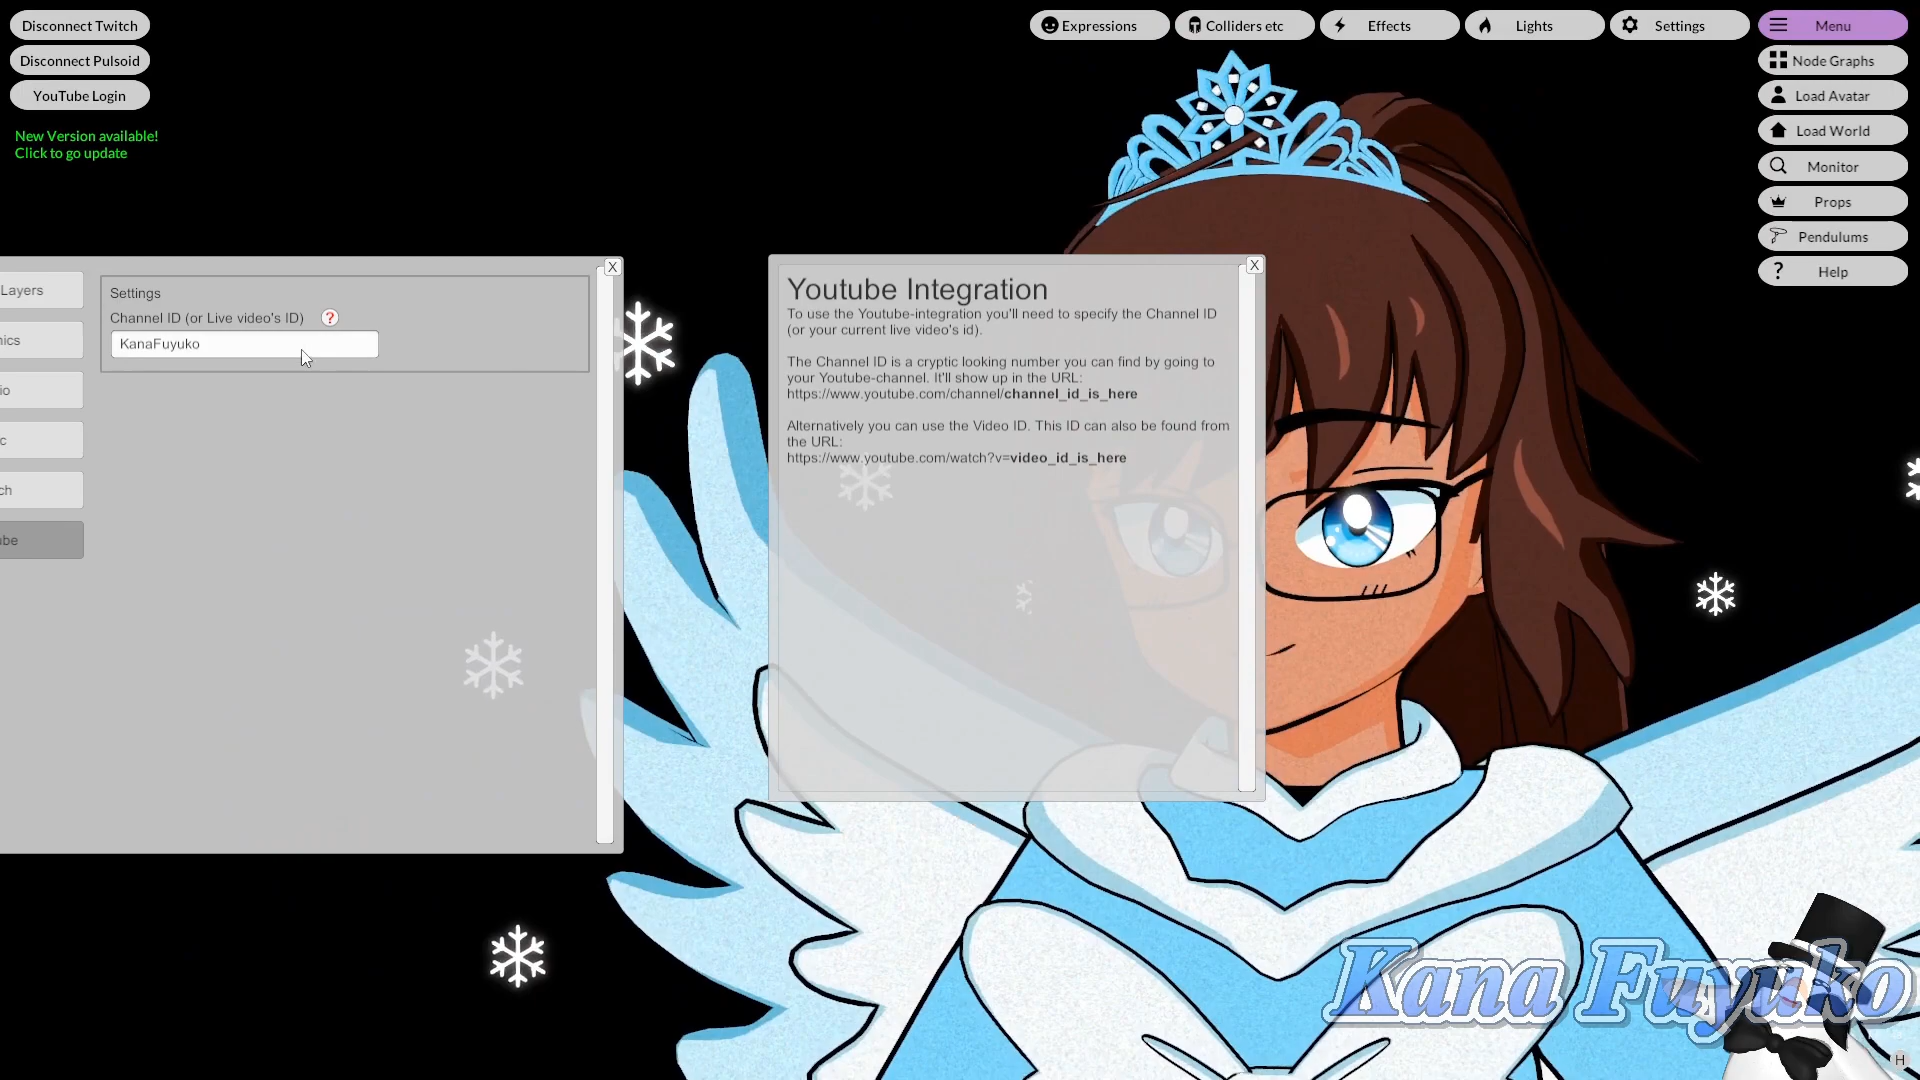 Disconnect Twitch
Disconnect Pulsoid
YouTube Login
New Version available!
Click to go update
Expressions
Colliders etc
Effects
Lights
Settings
Menu
Node Graphs
Load Avatar
Load World
Monitor
Props
Pendulums
? Help
Layers
ics
io
c
ch
ube
X
Settings
Channel ID (or Live video's ID) ?
KanaFuyuko
X
Youtube Integration
To use the Youtube-integration you'll need to specify the Channel ID
(or your current live video's id).
The Channel ID is a cryptic looking number you can find by going to
your Youtube-channel. It'll show up in the URL:
https://www.youtube.com/channel/channel_id_is_here
Alternatively you can use the Video ID. This ID can also be found from
the URL:
https://www.youtube.com/watch?v=video_id_is_here
Kana Fuyuko
H